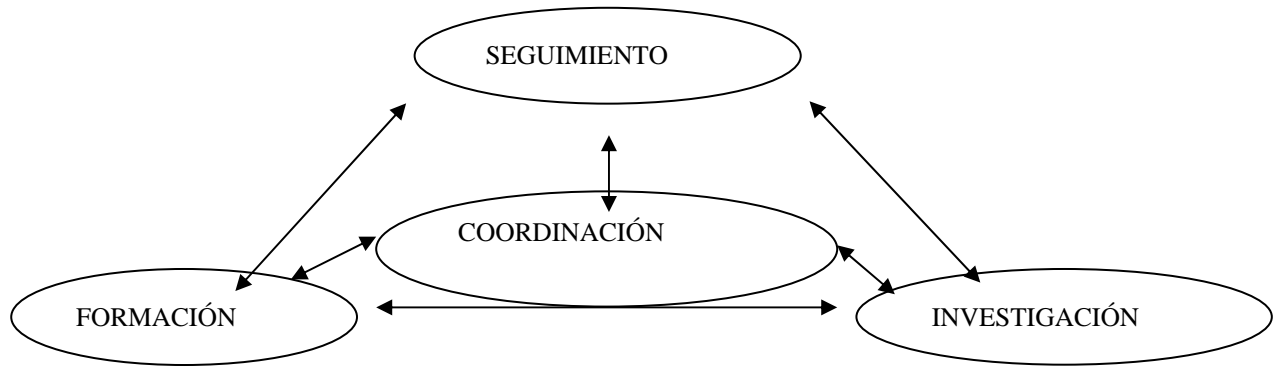 SEGUIMIENTO
COORDINACIÓN
FORMACIÓN
INVESTIGACIÓN